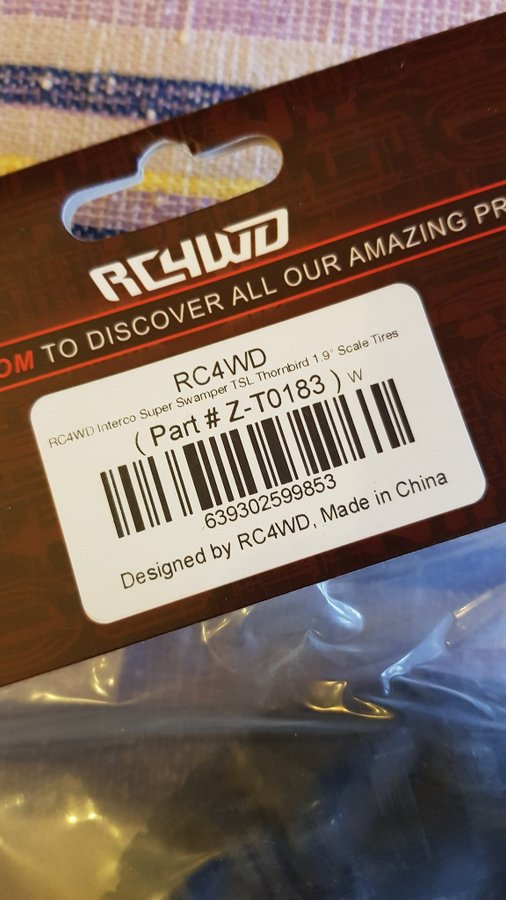 RC4WD
OM TO DISCOVER ALL OUR AMAZING PR
RC4WD
RC4WD Interco Super Swamper TSL Thornbird 1.9" Scale Tires
( Part # Z-T0183 ) W
639302599853
Designed by RC4WD, Made in China